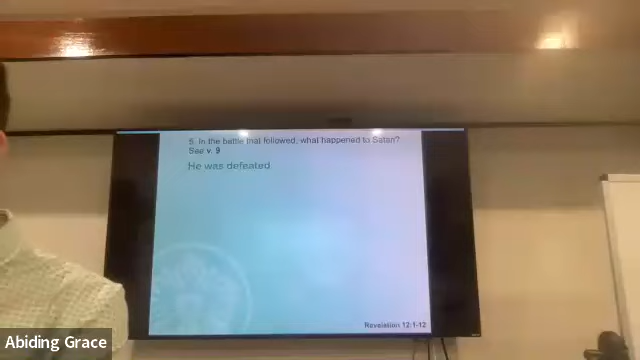 5. In the battle that followed, what happened to Satan?
See v. 9
He was defeated
Revelation 12:1-12
Abiding Grace